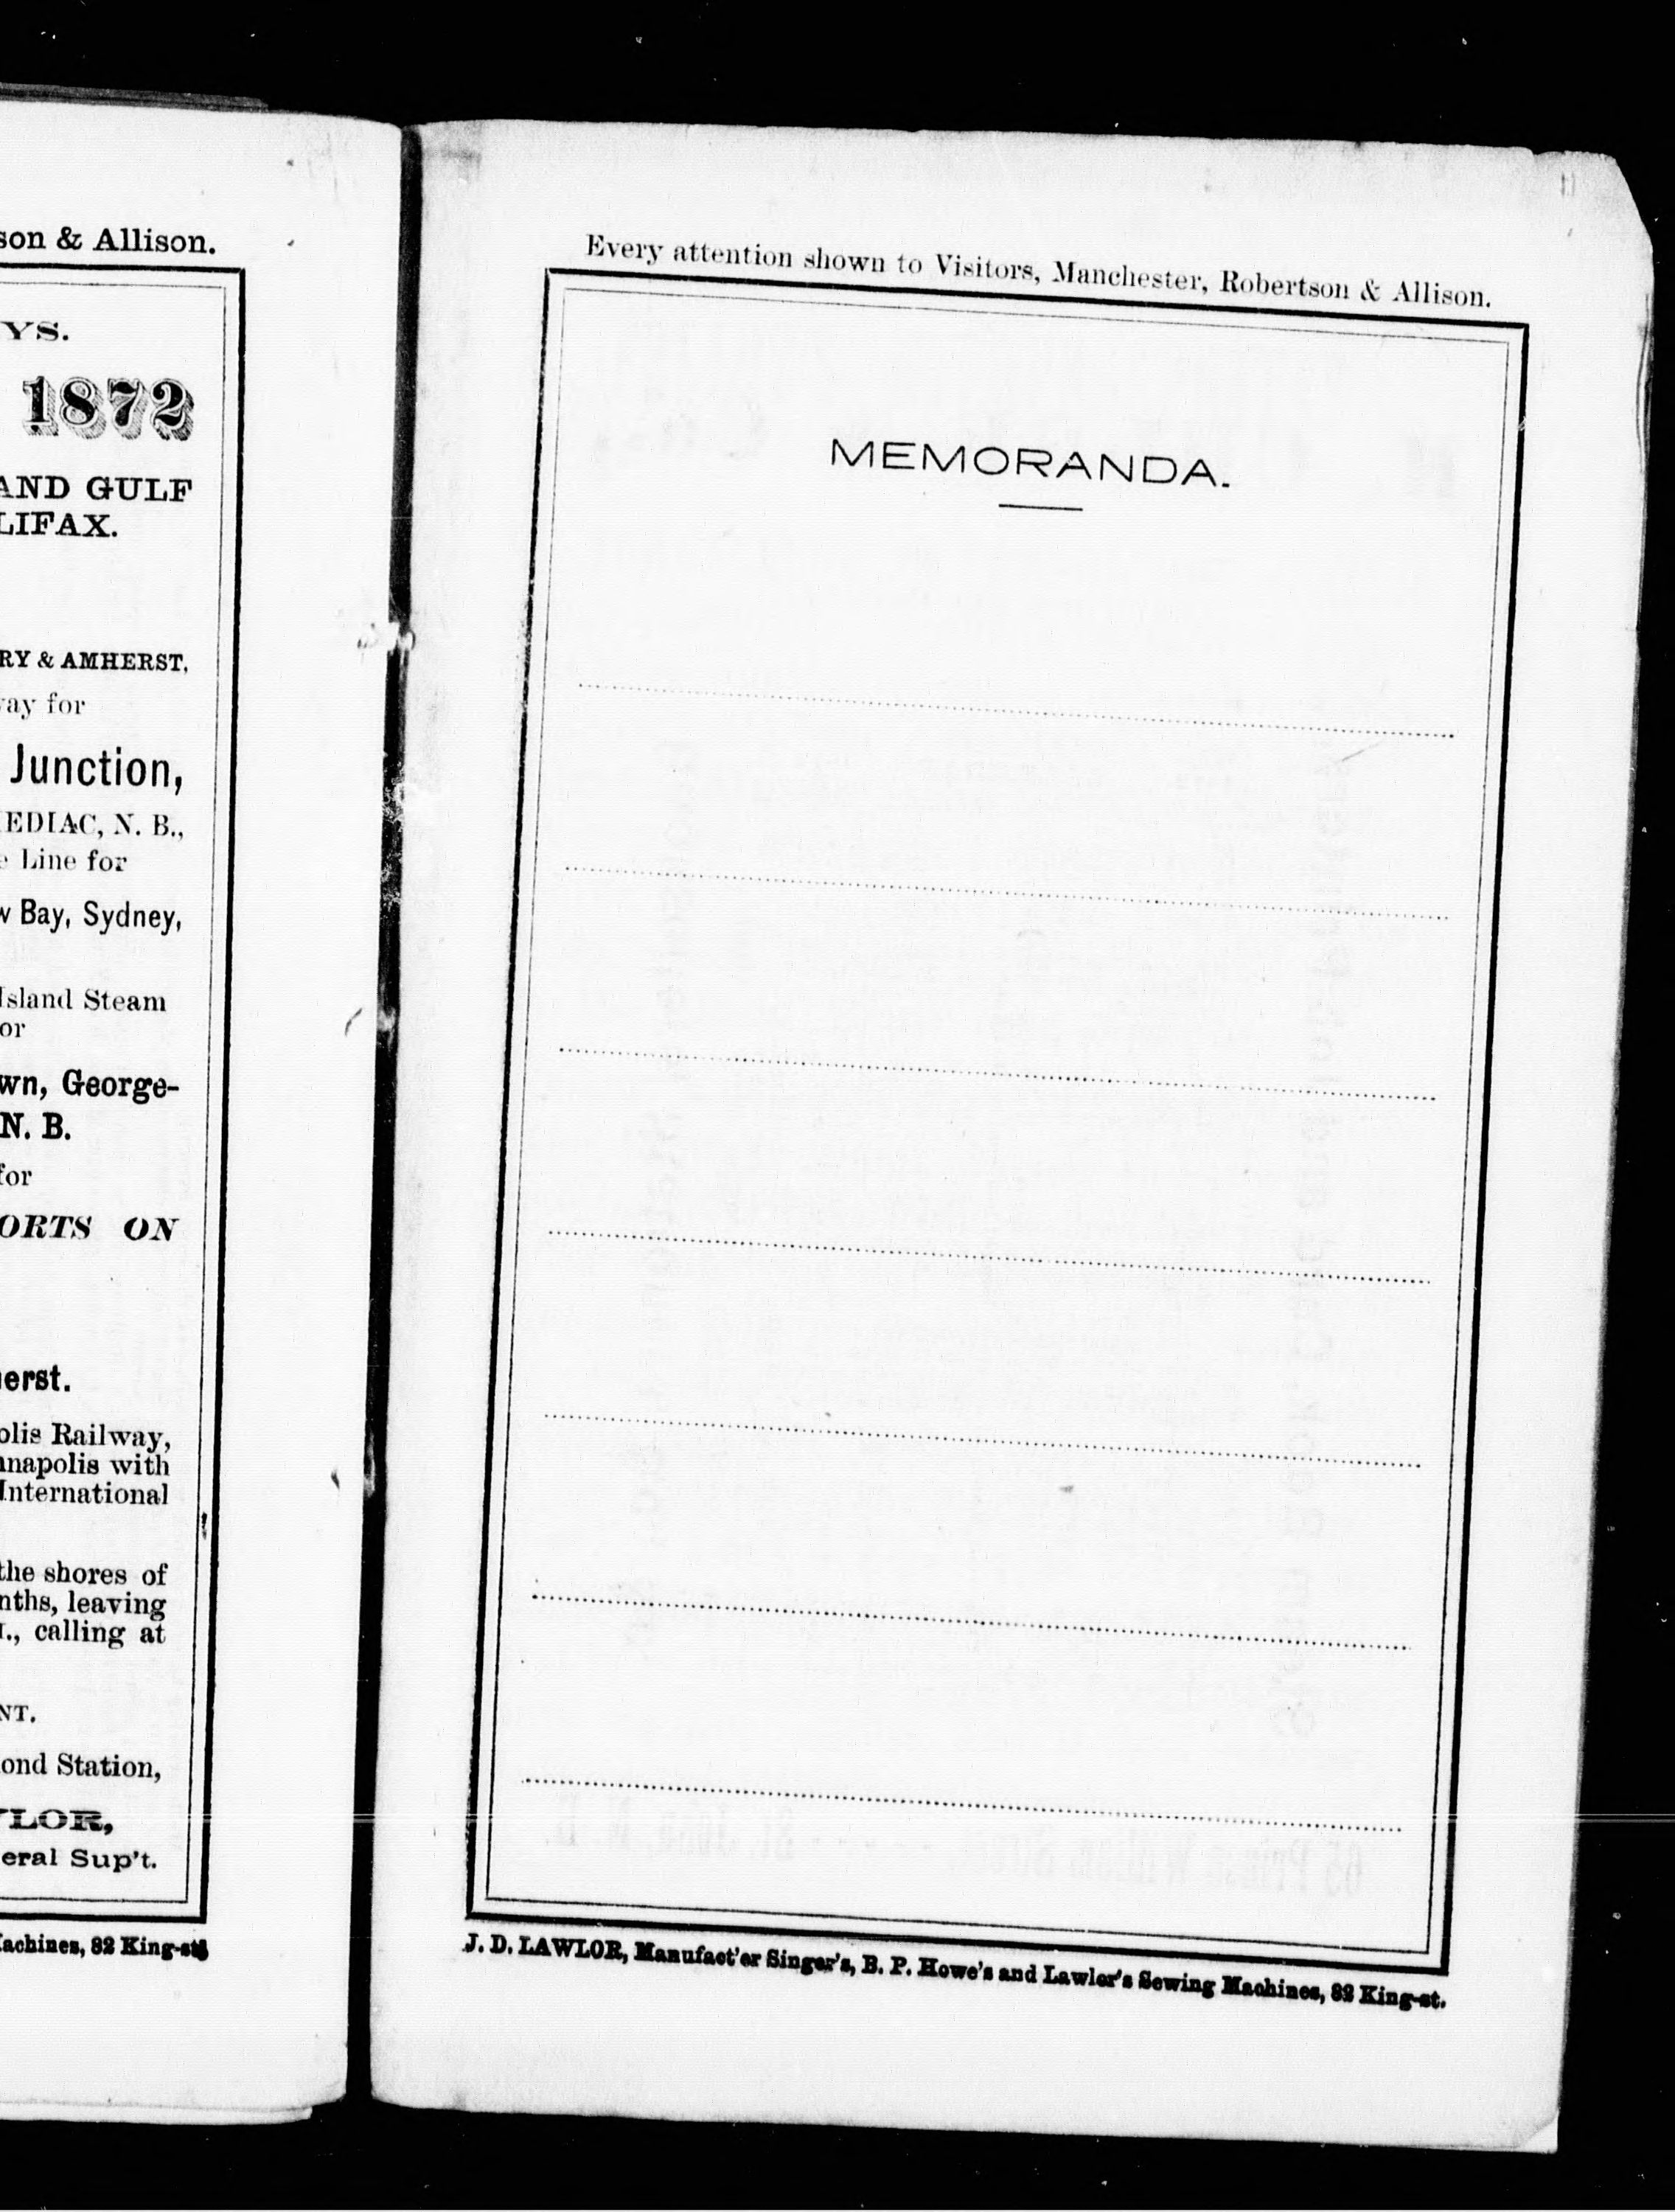 son & Allison.
YS.
1872
AND GULF
LIFAX.
RY & AMHERST,
way for
Junction,
EDIAC, N. B.,
e Line for
w Bay, Sydney,
Island Steam
or
wn, George-
N. B.
for
ORTS ON
erst.
olis Railway,
nnapolis with
International
the shores of
nths, leaving
I., calling at
NT.
ond Station,
YLOR,
eral Sup't.
Machines, 82 King-st
Every attention shown to Visitors, Manchester, Robertson & Allison.
MEMORANDA.
J. D. LAWLOR, Manufact'er Singer's, B. P. Howe's and Lawlor's Sewing Machines, 82 King-st.